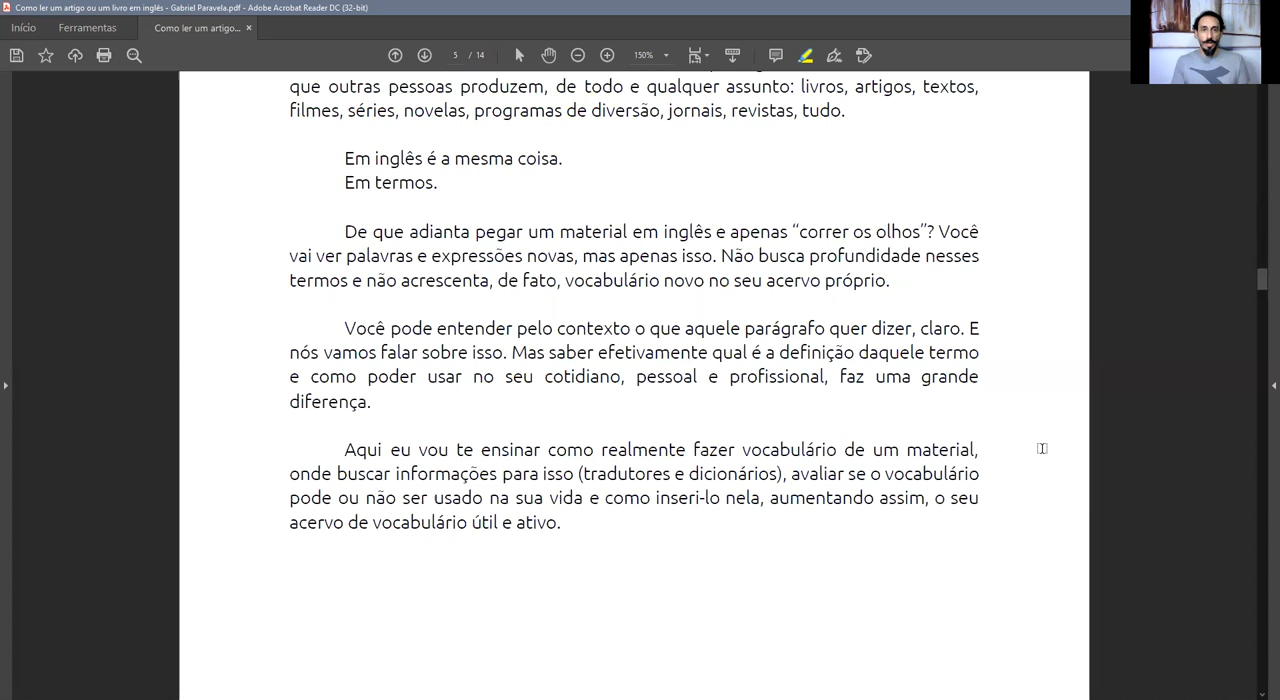 Como ler um artigo ou um livro em inglês - Gabriel Paravela.pdf - Adobe Acrobat Reader DC (32-bit)
Início Ferramentas Como ler um artigo... ×
5 / 14 150%
que outras pessoas produzem, de todo e qualquer assunto: livros, artigos, textos,
filmes, séries, novelas, programas de diversão, jornais, revistas, tudo.
Em inglês é a mesma coisa.
Em termos.
De que adianta pegar um material em inglês e apenas “correr os olhos”? Você
vai ver palavras e expressões novas, mas apenas isso. Não busca profundidade nesses
termos e não acrescenta, de fato, vocabulário novo no seu acervo próprio.
Você pode entender pelo contexto o que aquele parágrafo quer dizer, claro. E
nós vamos falar sobre isso. Mas saber efetivamente qual é a definição daquele termo
e como poder usar no seu cotidiano, pessoal e profissional, faz uma grande
diferença.
Aqui eu vou te ensinar como realmente fazer vocabulário de um material,
onde buscar informações para isso (tradutores e dicionários), avaliar se o vocabulário
pode ou não ser usado na sua vida e como inseri-lo nela, aumentando assim, o seu
acervo de vocabulário útil e ativo.